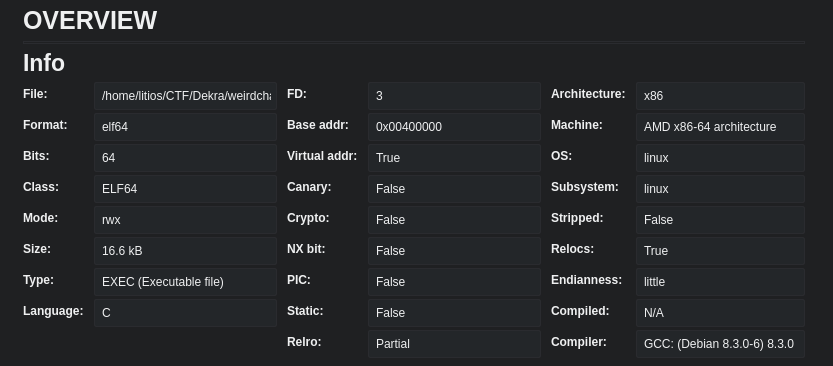 OVERVIEW
Info
File: /home/litios/CTF/Dekra/weirdcha FD: 3 Architecture: x86
Format: elf64 Base addr: 0x00400000 Machine: AMD x86-64 architecture
Bits: 64 Virtual addr: True OS: linux
Class: ELF64 Canary: False Subsystem: linux
Mode: rwx Crypto: False Stripped: False
Size: 16.6 kB NX bit: False Relocs: True
Type: EXEC (Executable file) PIC: False Endianness: little
Language: C Static: False Compiled: N/A
Relro: Partial Compiler: GCC: (Debian 8.3.0-6) 8.3.0